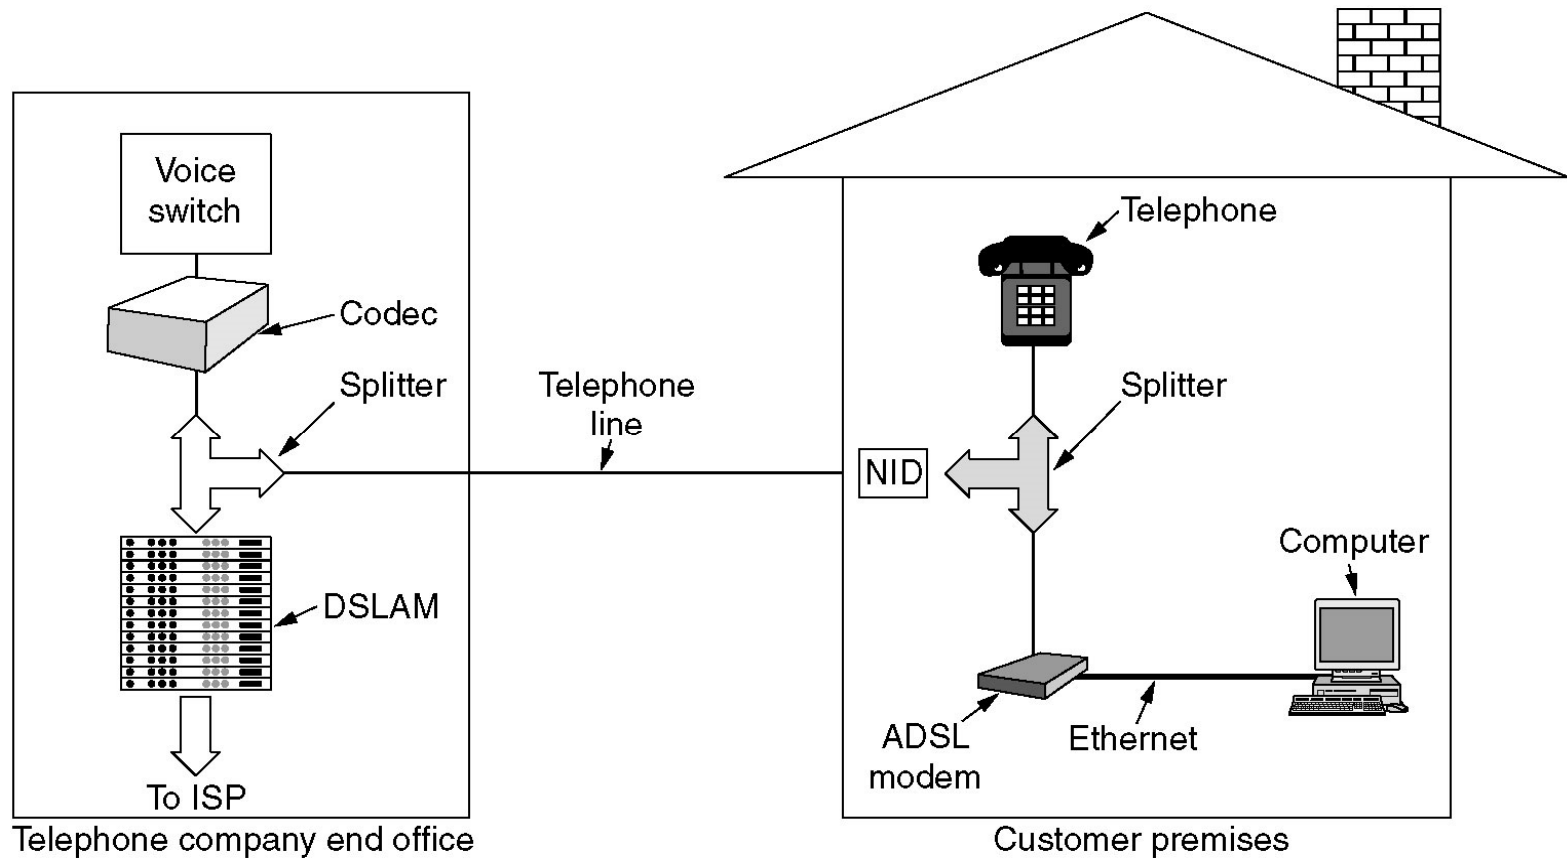 Voice
switch
Codec
Splitter
DSLAM
To ISP
Telephone company end office
Telephone
line
Telephone
Splitter
NID
Computer
ADSL
modem
Ethernet
Customer premises